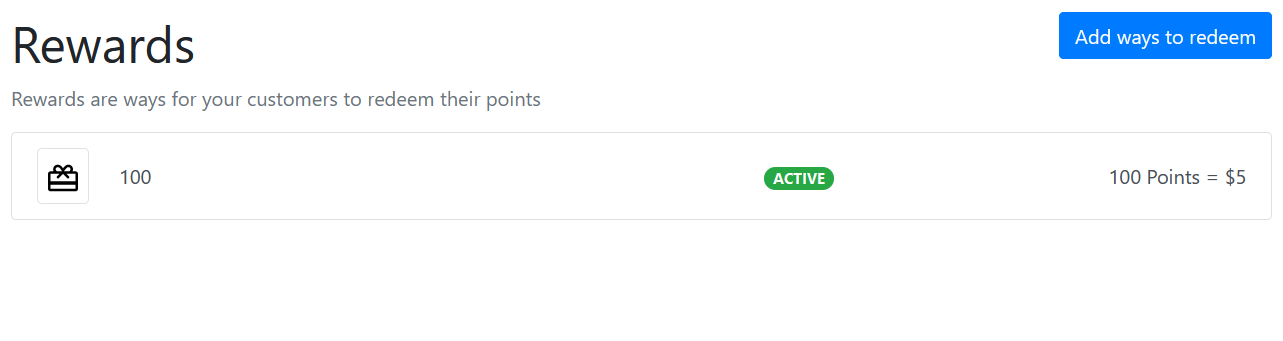 Rewards
Add ways to redeem
Rewards are ways for your customers to redeem their points
100
ACTIVE
100 Points = $5